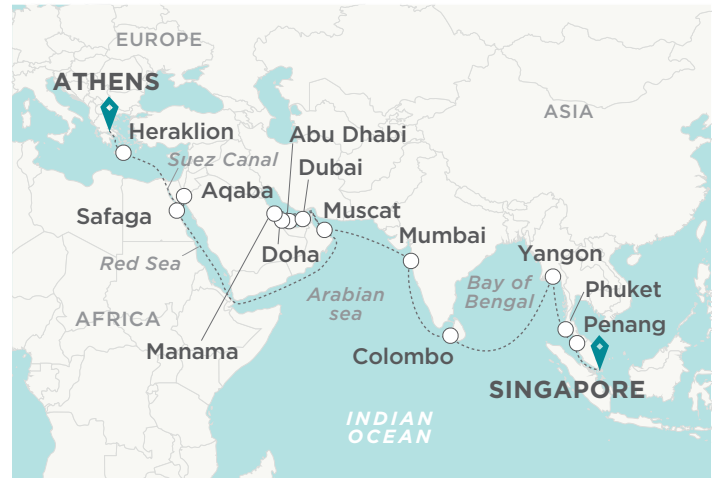 EUROPE
ATHENS
ASIA
Heraklion
Abu Dhabi
Suez Canal
Dubai
Aqaba
Safaga
Muscat
Mumbai
Doha
Yangon
Red Sea
Bay of
Bengal
Phuket
Arabian
sea
AFRICA
Penang
Manama
Colombo
SINGAPORE
INDIAN
OCEAN